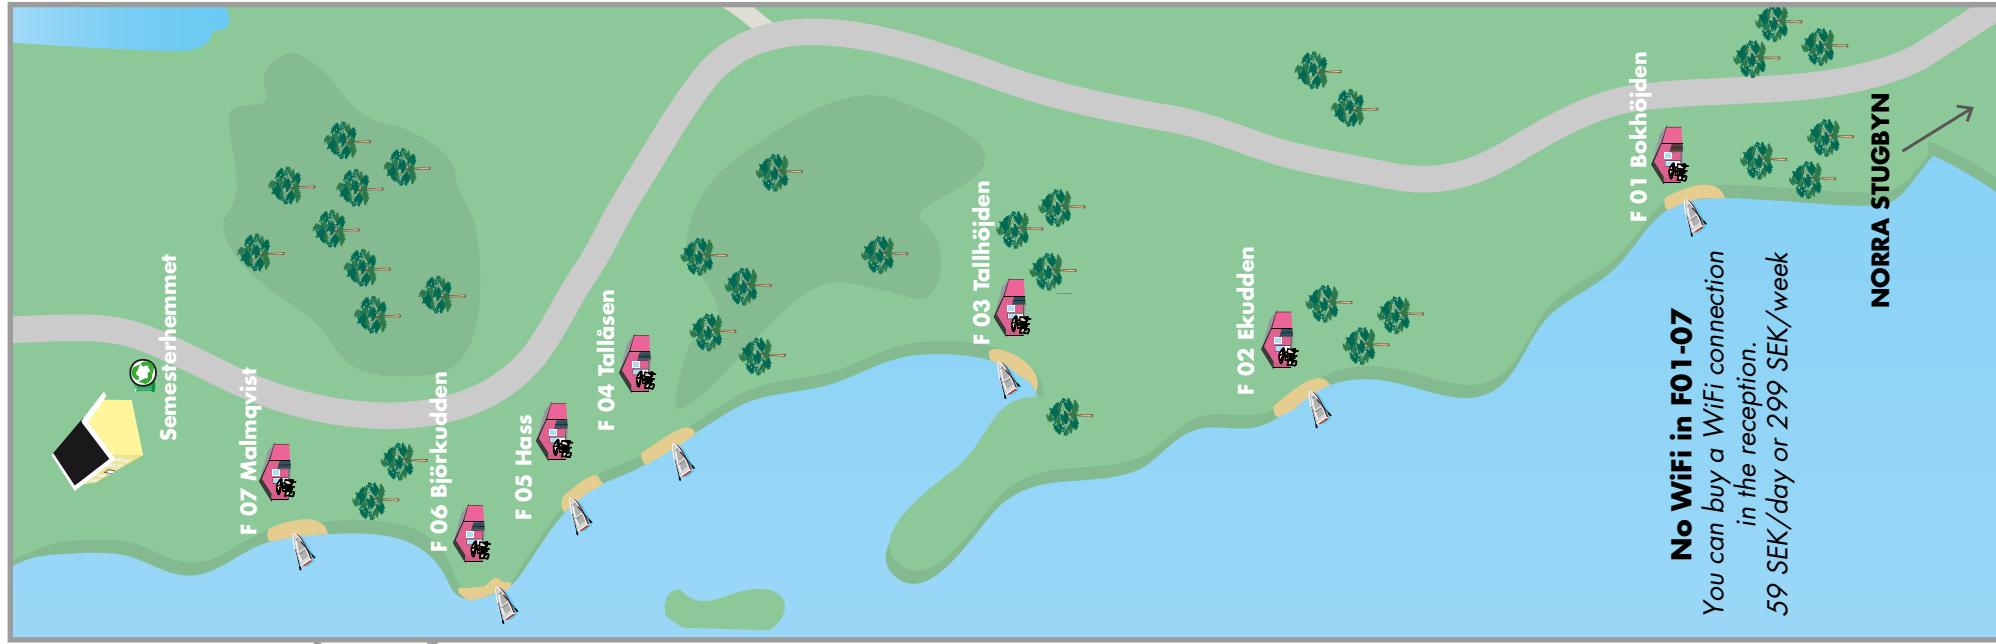 Semesterhemmet
F 07 Malmqvist
F 06 Björkudden
F 05 Hass
F 04 Tallåsen
F 03 Tallhöjden
F 02 Ekudden
F 01 Bokhöjden
No WiFi in F01-07
You can buy a WiFi connection
in the reception.
59 SEK/day or 299 SEK/week
NORRA STUGBYN